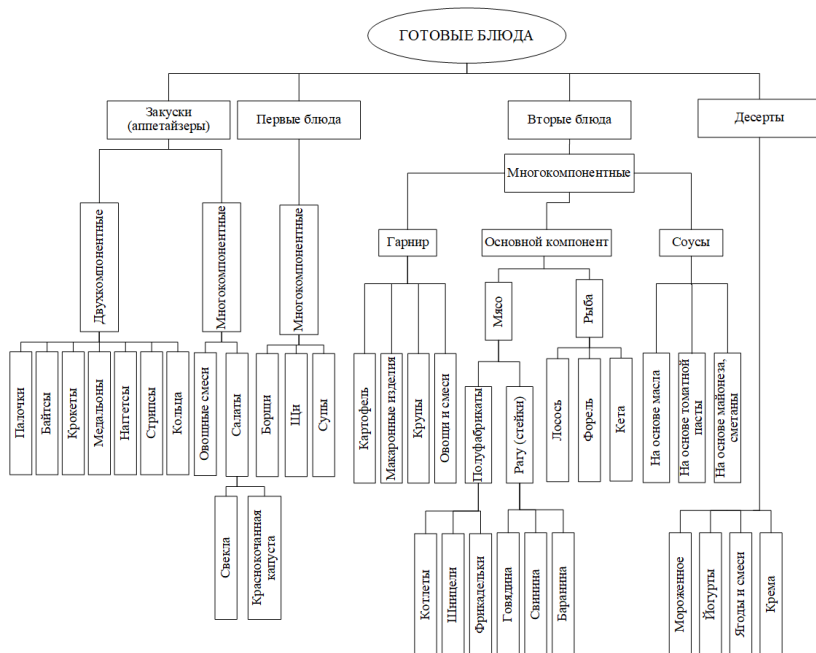 ГОТОВЫЕ БЛЮДА
Закуски
(аппетайзеры)
Первые блюда
Вторые блюда
Десерты
Многокомпонентные
Двухкомпонентные
Многокомпонентные
Многокомпонентные
Гарнир
Основной компонент
Соусы
Мясо
Рыба
Палочки
Байтсы
Крокеты
Медальоны
Наггетсы
Стрипсы
Кольца
Овошные смеси
Салаты
Борщи
Щи
Супы
Картофель
Макаронные изделия
Крупы
Овощи и смеси
Полуфабрикаты
Рагу (стейки)
Лосось
Форель
Кета
На основе масла
На основе томатной
пасты
На основе майонеза,
сметаны
Свекла
Краснокочанная
капуста
Котлеты
Шницели
Фрикадельки
Говядина
Свинина
Баранина
Мороженное
Йогурты
Ягоды и смеси
Крема